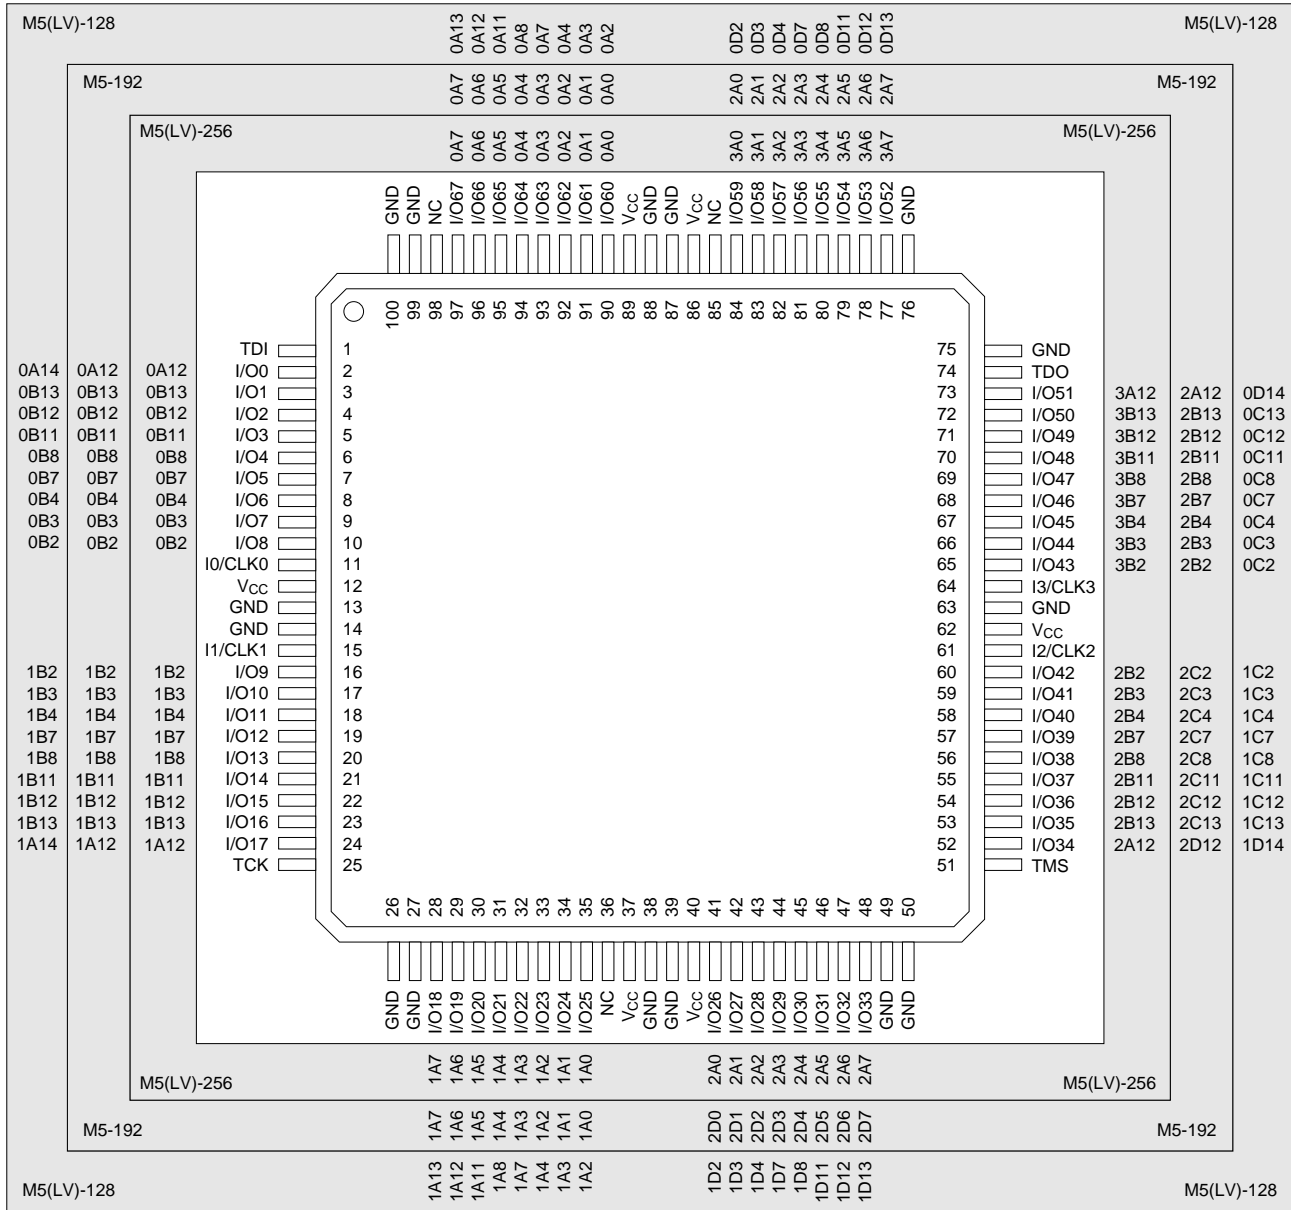 M5(LV)-128 0A13 0A12 0A11 0A8 0A7 0A4 0A3 0A2 0D2 0D3 0D4 0D7 0D8 0D11 0D12 0D13 M5(LV)-128
M5-192 0A7 0A6 0A5 0A4 0A3 0A2 0A1 0A0 2A0 2A1 2A2 2A3 2A4 2A5 2A6 2A7 M5-192
M5(LV)-256 0A7 0A6 0A5 0A4 0A3 0A2 0A1 0A0 3A0 3A1 3A2 3A3 3A4 3A5 3A6 3A7 M5(LV)-256
GND GND NC I/O67 I/O66 I/O65 I/O64 I/O63 I/O62 I/O61 I/O60 VCC GND GND VCC NC I/O59 I/O58 I/O57 I/O56 I/O55 I/O54 I/O53 I/O52 GND
100 99 98 97 96 95 94 93 92 91 90 89 88 87 86 85 84 83 82 81 80 79 78 77 76
TDI 1 75 GND
0A14 0A12 0A12 I/O0 2 74 TDO
0B13 0B13 0B13 I/O1 3 73 I/O51 3A12 2A12 0D14
0B12 0B12 0B12 I/O2 4 72 I/O50 3B13 2B13 0C13
0B11 0B11 0B11 I/O3 5 71 I/O49 3B12 2B12 0C12
0B8 0B8 0B8 I/O4 6 70 I/O48 3B11 2B11 0C11
0B7 0B7 0B7 I/O5 7 69 I/O47 3B8 2B8 0C8
0B4 0B4 0B4 I/O6 8 68 I/O46 3B7 2B7 0C7
0B3 0B3 0B3 I/O7 9 67 I/O45 3B4 2B4 0C4
0B2 0B2 0B2 I/O8 10 66 I/O44 3B3 2B3 0C3
I0/CLK0 11 65 I/O43 3B2 2B2 0C2
VCC 12 64 I3/CLK3
GND 13 63 GND
GND 14 62 VCC
I1/CLK1 15 61 I2/CLK2
1B2 1B2 1B2 I/O9 16 60 I/O42 2B2 2C2 1C2
1B3 1B3 1B3 I/O10 17 59 I/O41 2B3 2C3 1C3
1B4 1B4 1B4 I/O11 18 58 I/O40 2B4 2C4 1C4
1B7 1B7 1B7 I/O12 19 57 I/O39 2B7 2C7 1C7
1B8 1B8 1B8 I/O13 20 56 I/O38 2B8 2C8 1C8
1B11 1B11 1B11 I/O14 21 55 I/O37 2B11 2C11 1C11
1B12 1B12 1B12 I/O15 22 54 I/O36 2B12 2C12 1C12
1B13 1B13 1B13 I/O16 23 53 I/O35 2B13 2C13 1C13
1A14 1A12 1A12 I/O17 24 52 I/O34 2A12 2D12 1D14
TCK 25 51 TMS
26 27 28 29 30 31 32 33 34 35 36 37 38 39 40 41 42 43 44 45 46 47 48 49 50
GND GND I/O18 I/O19 I/O20 I/O21 I/O22 I/O23 I/O24 I/O25 NC VCC GND GND VCC I/O26 I/O27 I/O28 I/O29 I/O30 I/O31 I/O32 I/O33 GND GND
M5(LV)-256 1A7 1A6 1A5 1A4 1A3 1A2 1A1 1A0 2A0 2A1 2A2 2A3 2A4 2A5 2A6 2A7 M5(LV)-256
M5-192 1A7 1A6 1A5 1A4 1A3 1A2 1A1 1A0 2D0 2D1 2D2 2D3 2D4 2D5 2D6 2D7 M5-192
M5(LV)-128 1A13 1A12 1A11 1A8 1A7 1A4 1A3 1A2 1D2 1D3 1D4 1D7 1D8 1D11 1D12 1D13 M5(LV)-128